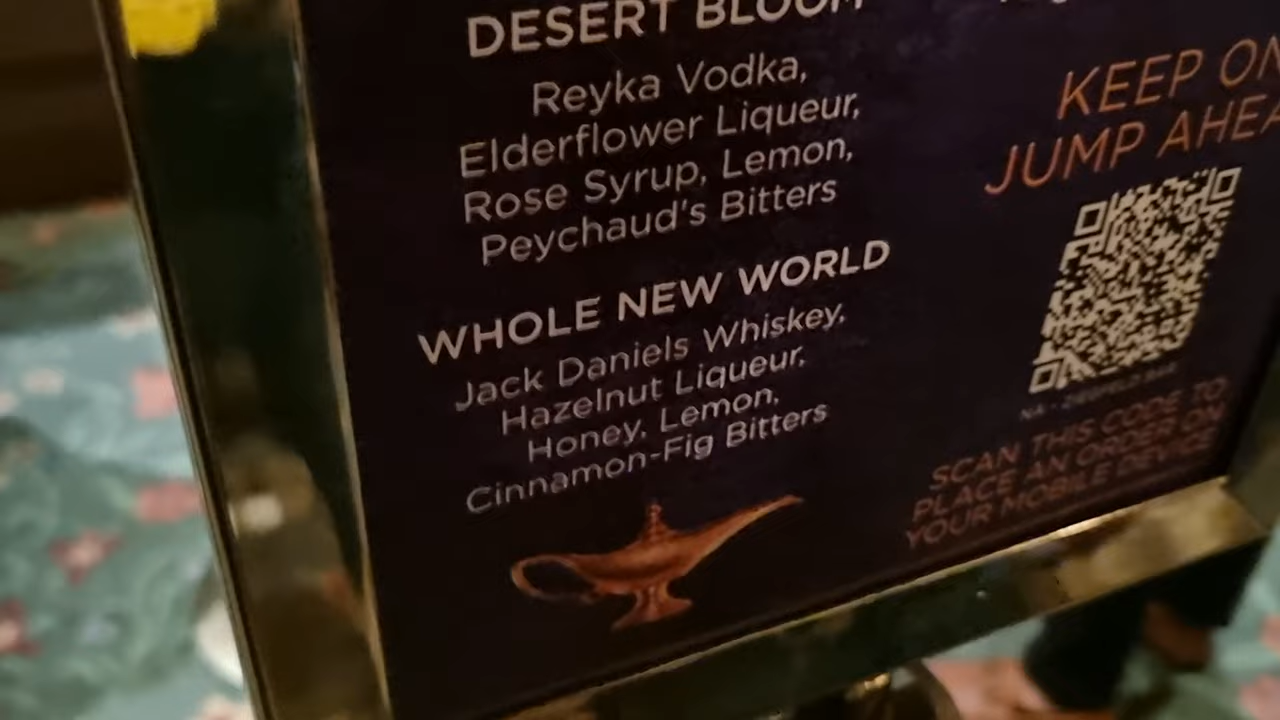 DESERT BLOOM
Reyka Vodka,
Elderflower Liqueur,
Rose Syrup, Lemon,
Peychaud's Bitters
WHOLE NEW WORLD
Jack Daniels Whiskey,
Hazelnut Liqueur,
Honey, Lemon,
Cinnamon-Fig Bitters
KEEP ON
JUMP AHEA
SCAN THIS CODE TO
PLACE AN ORDER ON
YOUR MOBILE DEVICE